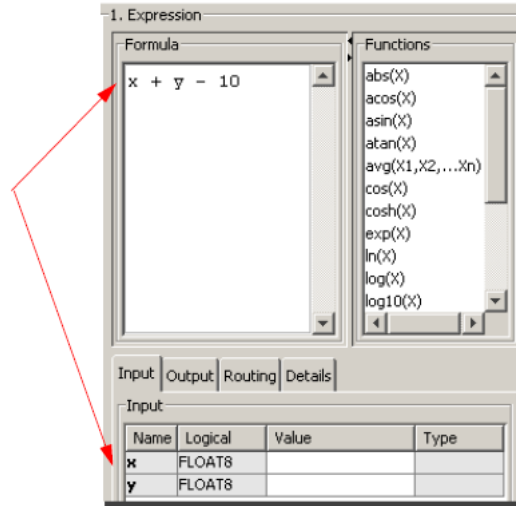 1. Expression
Formula
x + y - 10
Functions
abs(X)
acos(X)
asin(X)
atan(X)
avg(X1,X2,...Xn)
cos(X)
cosh(X)
exp(X)
ln(X)
log(X)
log10(X)
Input Output Routing Details
Input
Name Logical Value Type
x FLOAT8
y FLOAT8